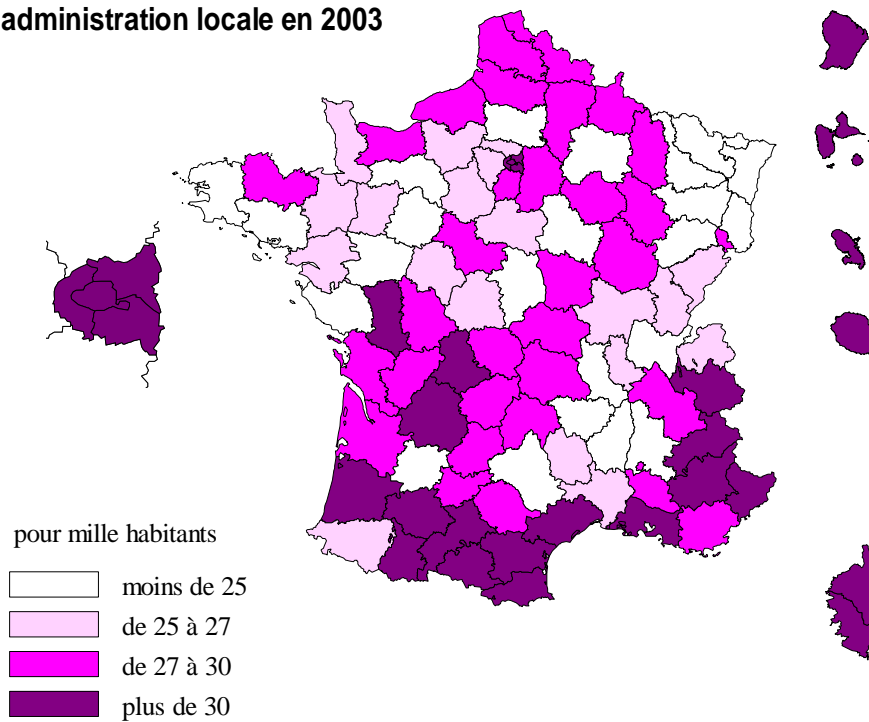 administration locale en 2003
pour mille habitants
moins de 25
de 25 à 27
de 27 à 30
plus de 30